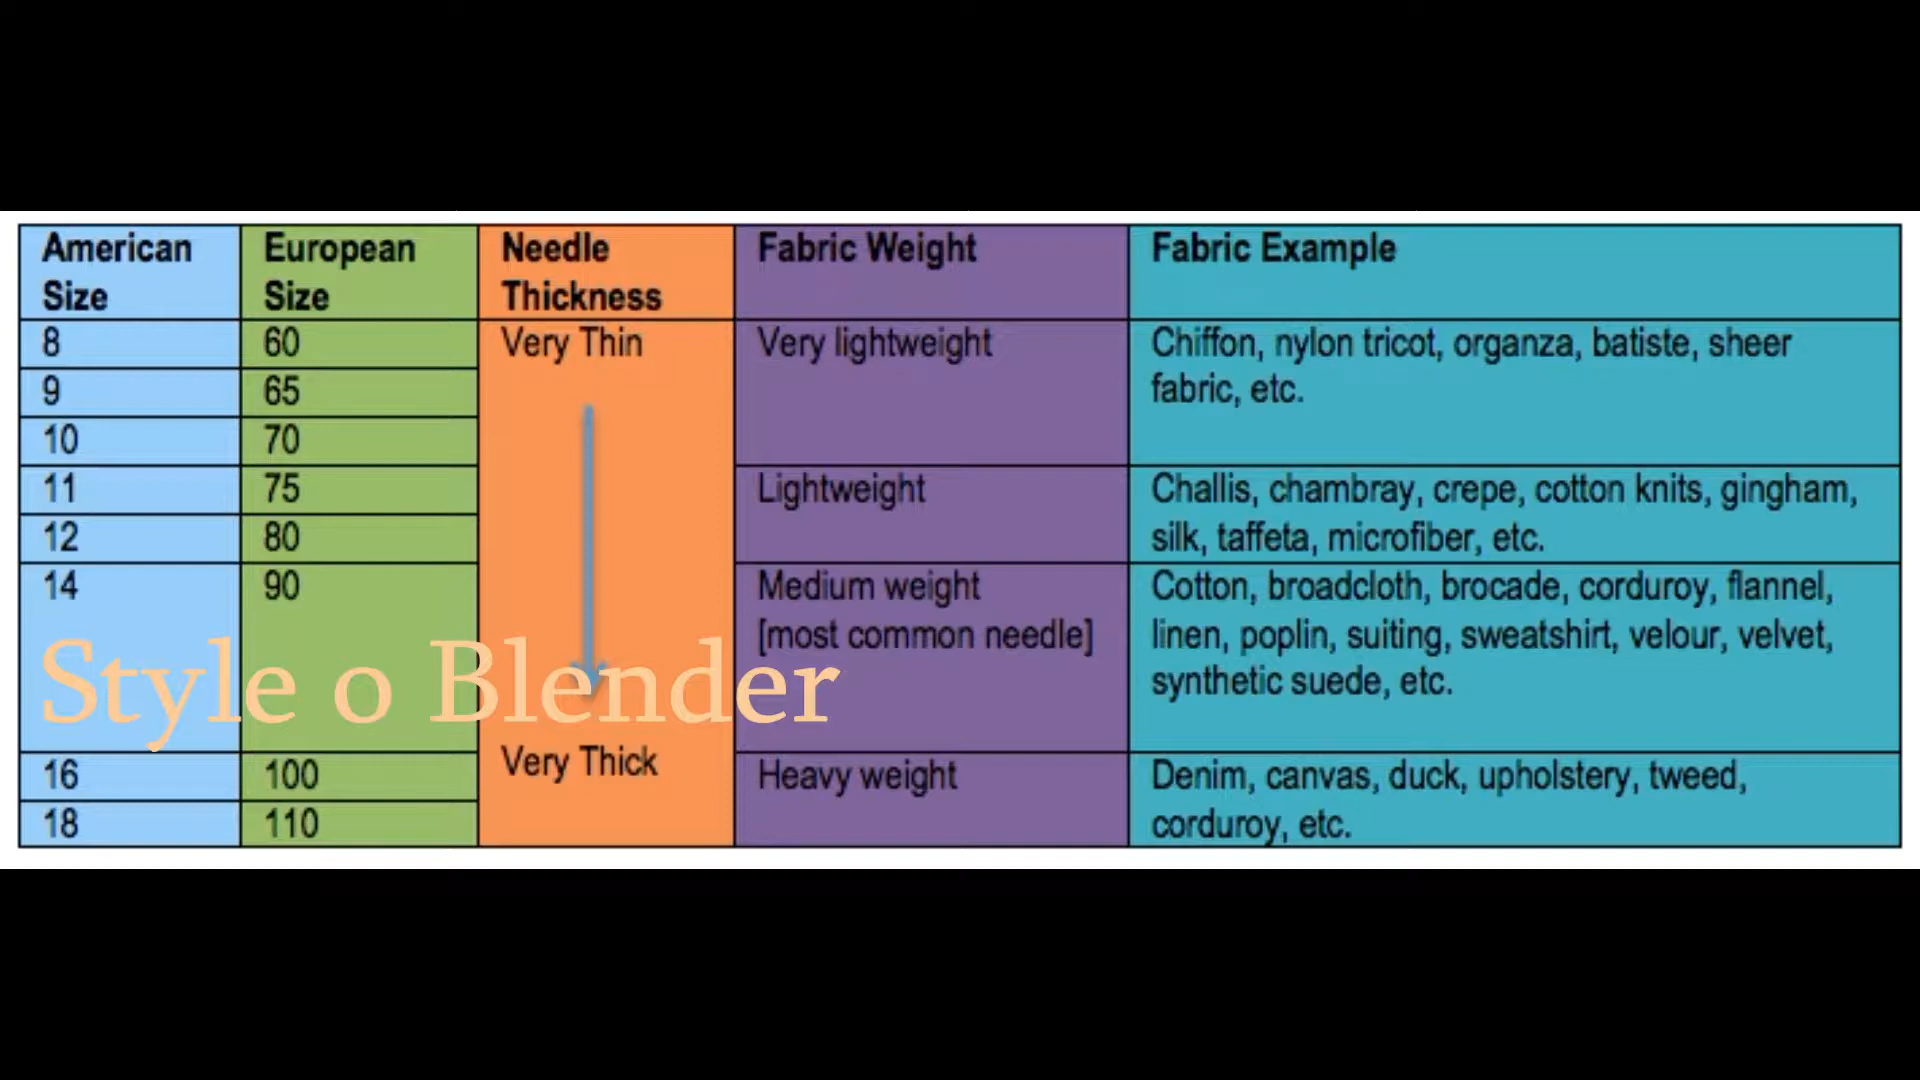 American Size
European Size
Needle Thickness
Fabric Weight
Fabric Example
8
60
Very Thin
Very lightweight
Chiffon, nylon tricot, organza, batiste, sheer
fabric, etc.
9
65
10
70
11
75
Lightweight
Challis, chambray, crepe, cotton knits, gingham,
silk, taffeta, microfiber, etc.
12
80
14
90
Medium weight
[most common needle]
Cotton, broadcloth, brocade, corduroy, flannel,
linen, poplin, suiting, sweatshirt, velour, velvet,
synthetic suede, etc.
Style o Blender
Very Thick
16
100
Heavy weight
Denim, canvas, duck, upholstery, tweed,
corduroy, etc.
18
110